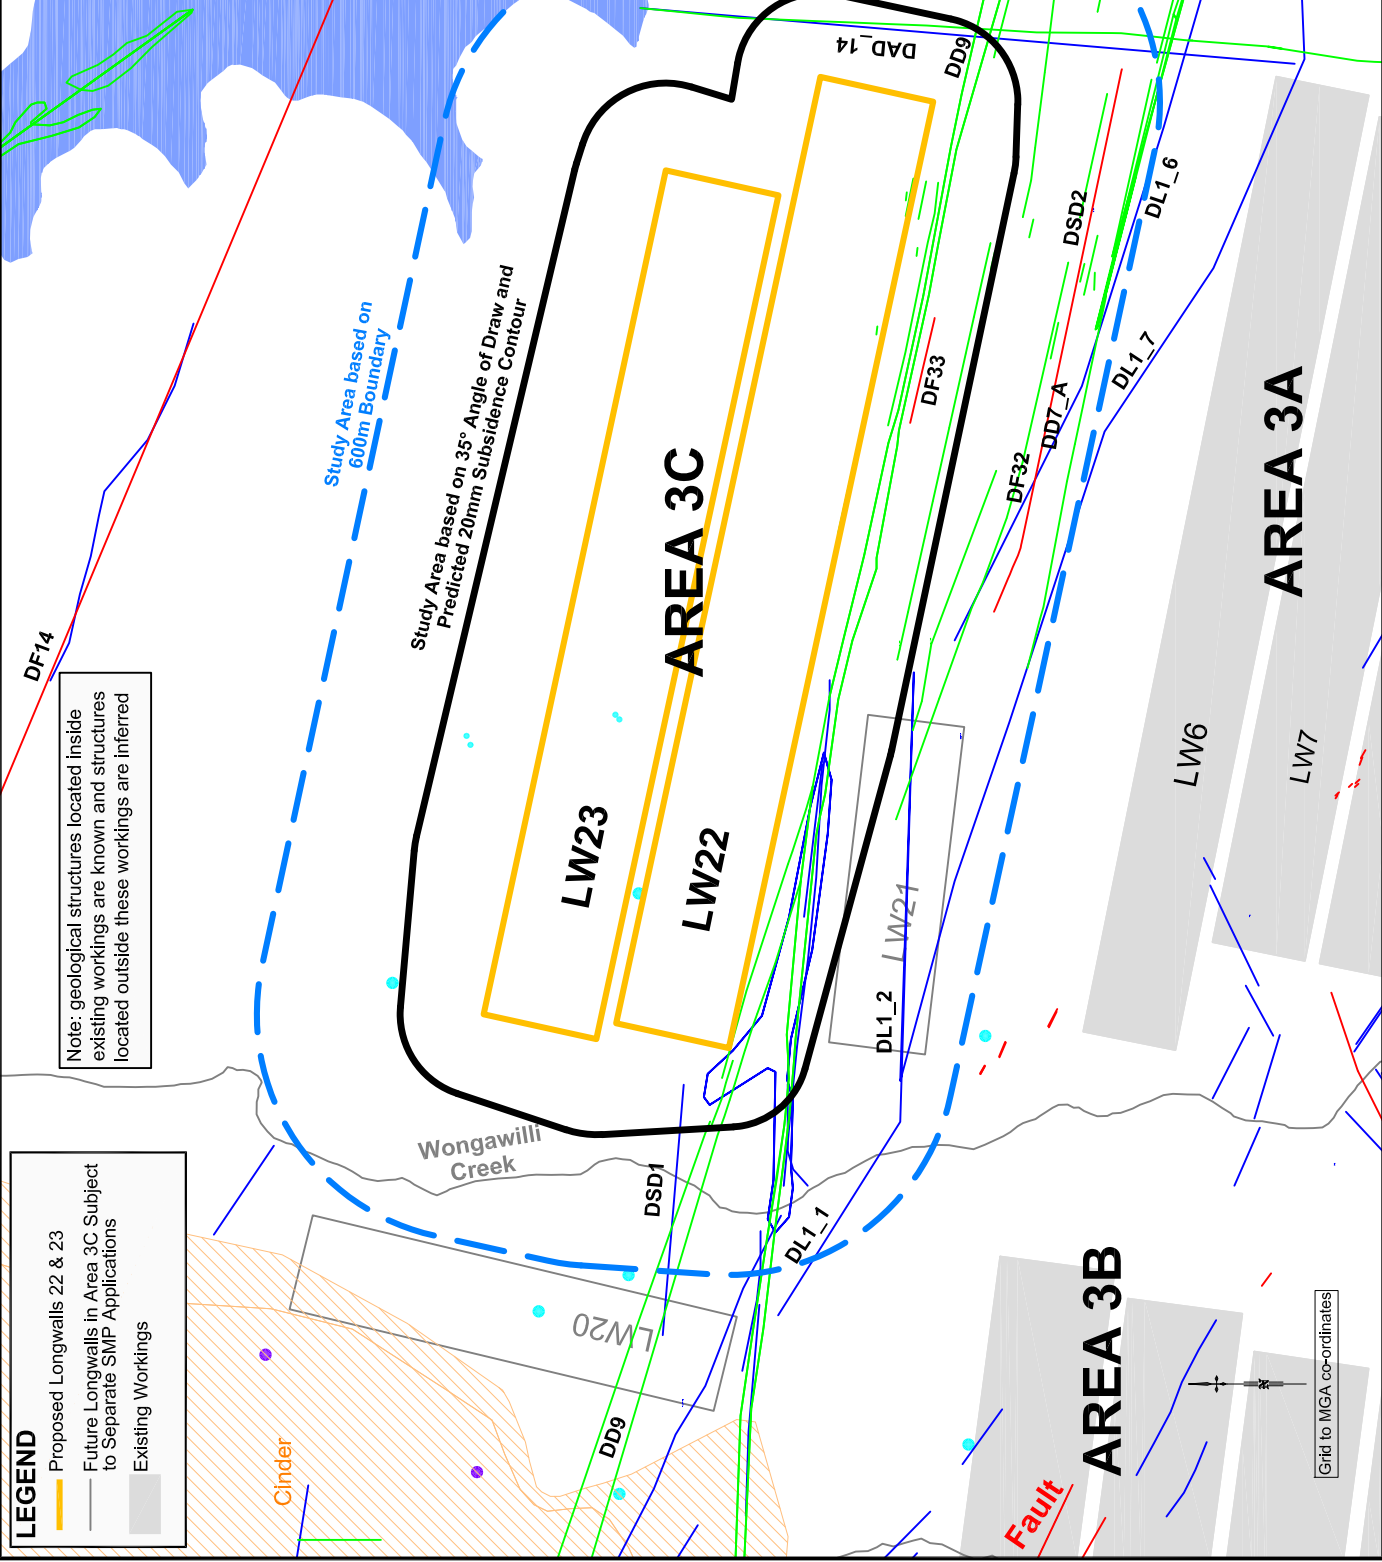 LEGEND
Proposed Longwalls 22 & 23
Future Longwalls in Area 3C Subject
to Separate SMP Applications
Existing Workings
Note: geological structures located inside
existing workings are known and structures
located outside these workings are inferred
DF14
Study Area based on
600m Boundary
Study Area based on 35° Angle of Draw and
Predicted 20mm Subsidence Contour
Wongawilli
Creek
Cinder
LW23
LW22
AREA 3C
DAD_14
DD9
DSD2
DL1_6
DF33
DL1_7
DD7_A
DF32
AREA 3A
LW6
LW7
LW21
DL1_2
DSD1
DL1_1
LW20
DD9
AREA 3B
Fault
N
Grid to MGA co-ordinates